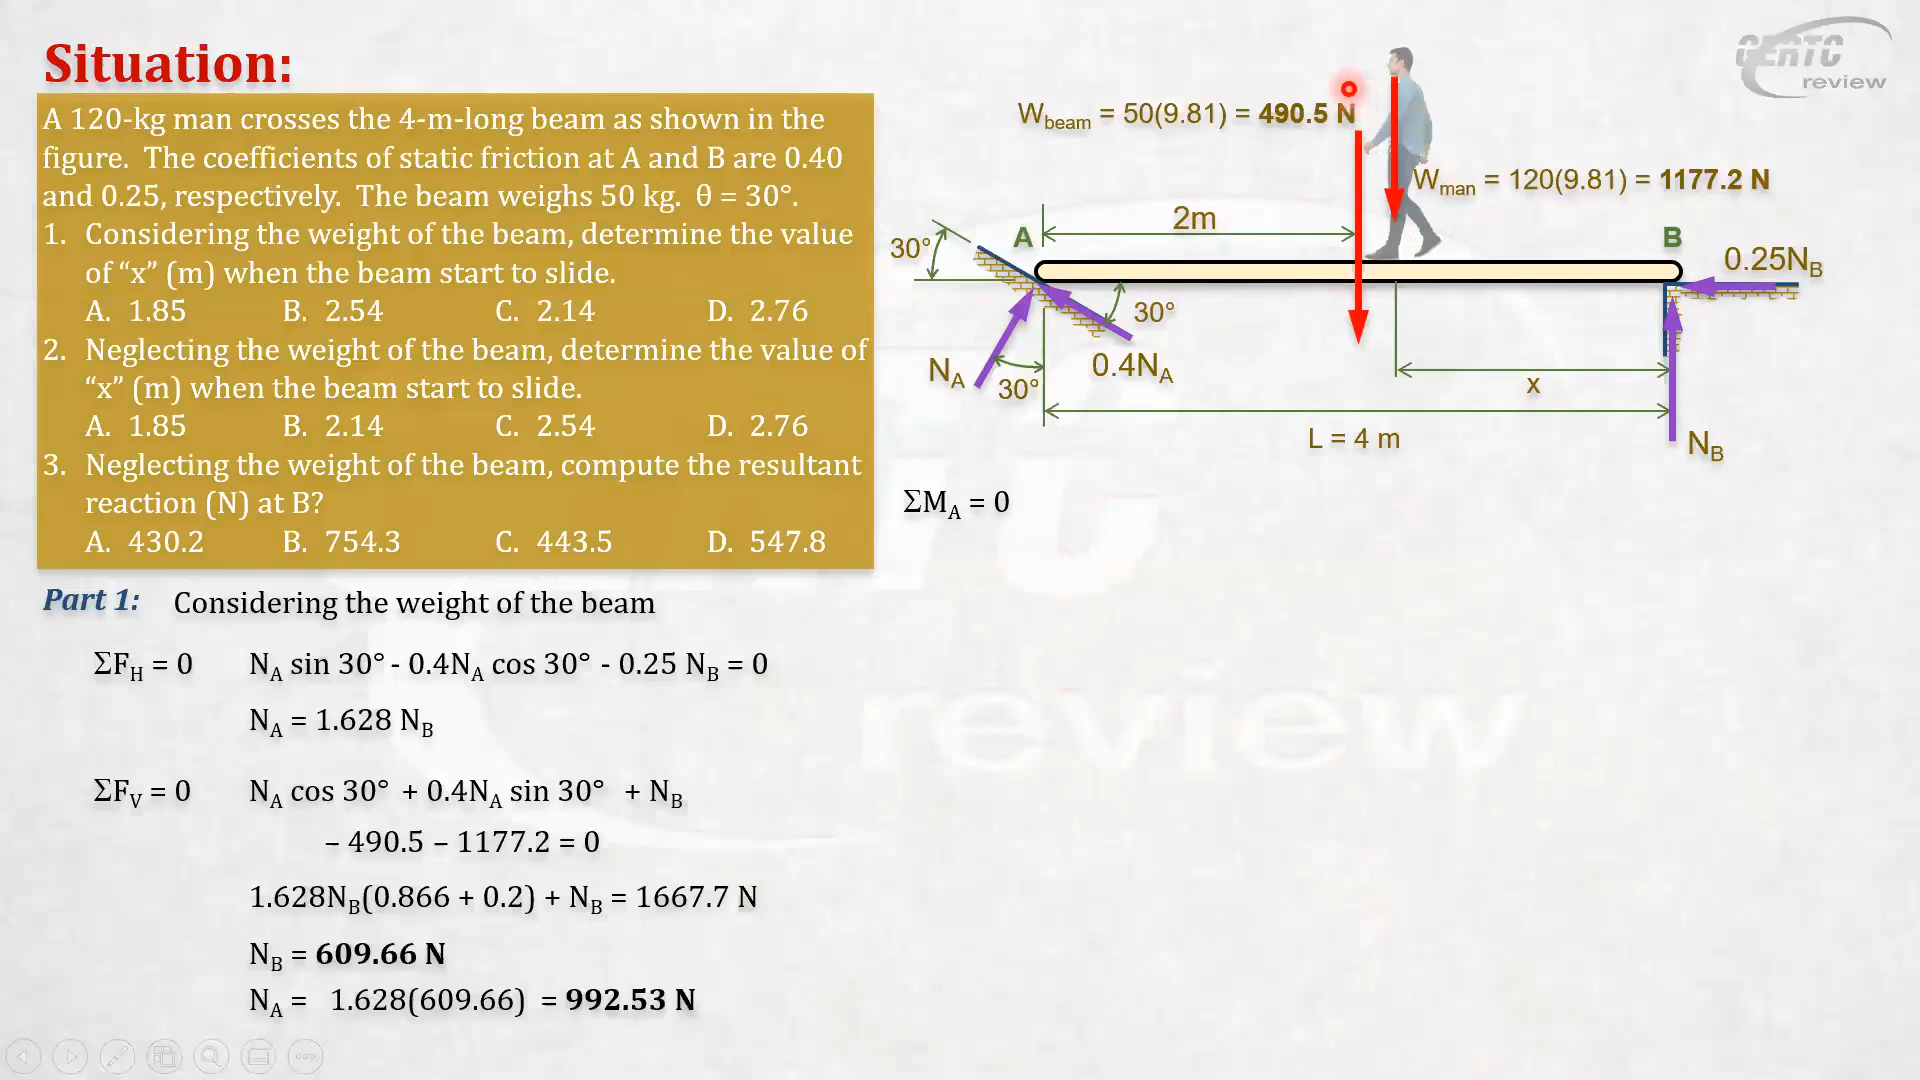 Situation:
A 120-kg man crosses the 4-m-long beam as shown in the
figure. The coefficients of static friction at A and B are 0.40
and 0.25, respectively. The beam weighs 50 kg. θ = 30°.
1. Considering the weight of the beam, determine the value
of “x” (m) when the beam start to slide.
A. 1.85 B. 2.54 C. 2.14 D. 2.76
2. Neglecting the weight of the beam, determine the value of
“x” (m) when the beam start to slide.
A. 1.85 B. 2.14 C. 2.54 D. 2.76
3. Neglecting the weight of the beam, compute the resultant
reaction (N) at B?
A. 430.2 B. 754.3 C. 443.5 D. 547.8
Part 1: Considering the weight of the beam
ΣF_H = 0 N_A sin 30° - 0.4N_A cos 30° - 0.25 N_B = 0
N_A = 1.628 N_B
ΣF_V = 0 N_A cos 30° + 0.4N_A sin 30° + N_B
– 490.5 – 1177.2 = 0
1.628N_B(0.866 + 0.2) + N_B = 1667.7 N
N_B = 609.66 N
N_A = 1.628(609.66) = 992.53 N
CERTC
review
W_beam = 50(9.81) = 490.5 N
W_man = 120(9.81) = 1177.2 N
2m
30°
A
B
0.25N_B
30°
0.4N_A
N_A
30°
x
L = 4 m
N_B
ΣM_A = 0
review